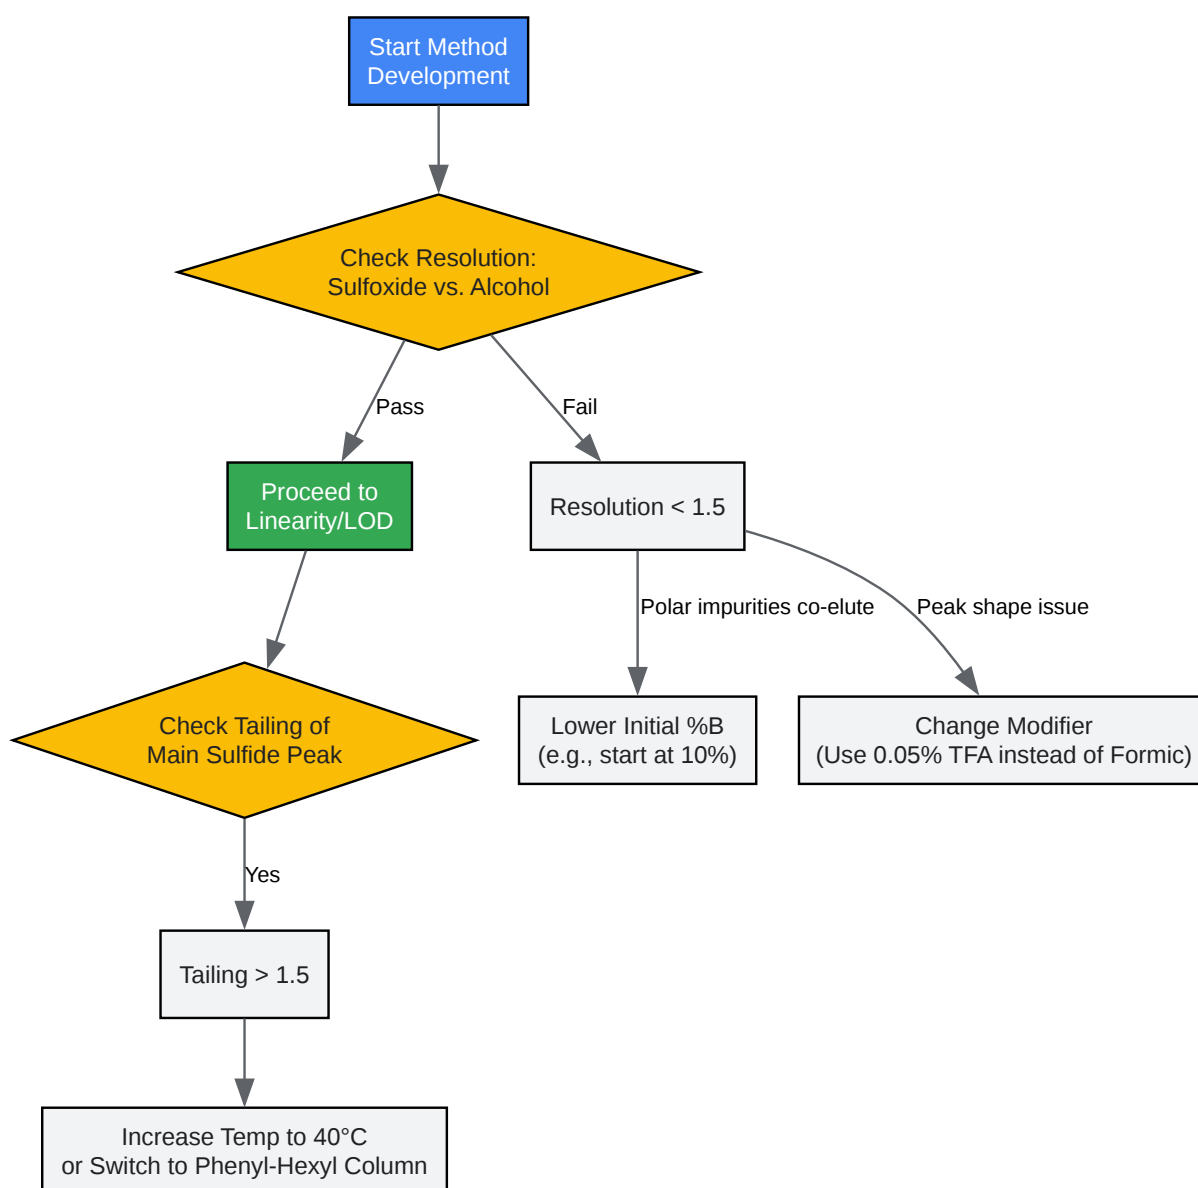 Start Method
Development
Check Resolution:
Sulfoxide vs. Alcohol
Pass
Fail
Proceed to
Linearity/LOD
Resolution < 1.5
Polar impurities co-elute
Peak shape issue
Check Tailing of
Main Sulfide Peak
Lower Initial %B
(e.g., start at 10%)
Change Modifier
(Use 0.05% TFA instead of Formic)
Yes
Tailing > 1.5
Increase Temp to 40°C
or Switch to Phenyl-Hexyl Column